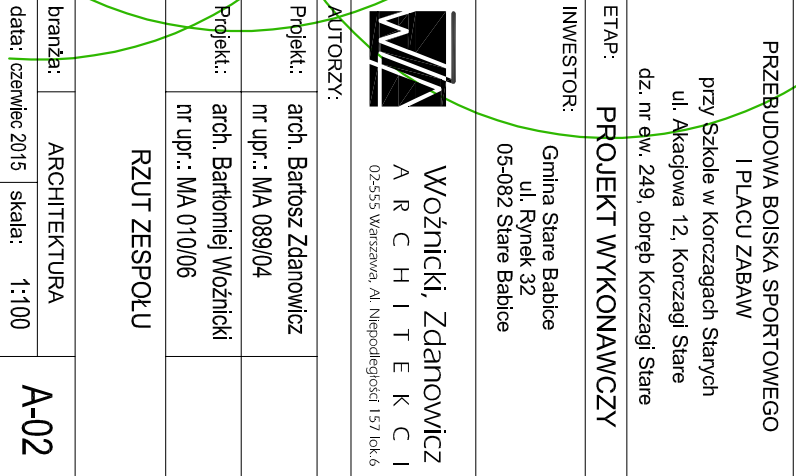 PRZEBUDOWA BOISKA SPORTOWEGO
I PLACU ZABAW
przy Szkole w Korczagach Starych
ul. Akacjowa 12, Korczagi Stare
dz. nr ew. 249, obręb Korczagi Stare
ETAP: PROJEKT WYKONAWCZY
INWESTOR:
Gmina Stare Babice
ul. Rynek 32
05-082 Stare Babice
Woźnicki, Zdanowicz
ARCHITEKCI
02-555 Warszawa, Al. Niepodległości 157 lok.6
AUTORZY:
Projekt.: arch. Bartosz Zdanowicz
nr upr.: MA 089/04
Projekt.: arch. Bartłomiej Woźnicki
nr upr.: MA 010/06
RZUT ZESPOŁU
branża: ARCHITEKTURA
data: czerwiec 2015 skala: 1:100
A-02